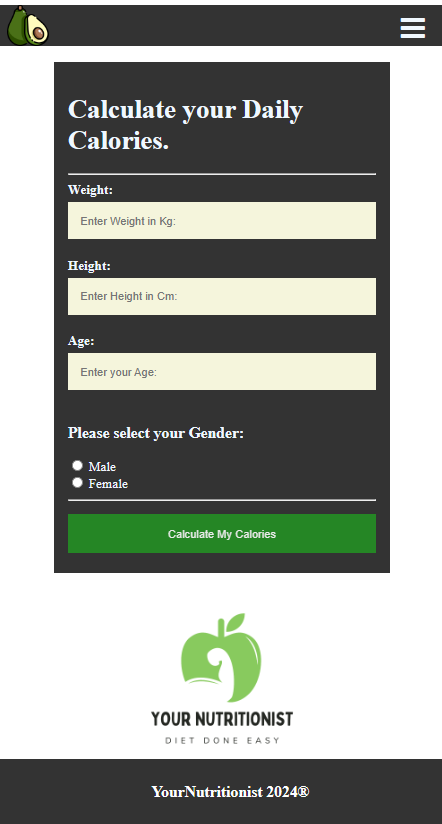 Calculate your Daily
Calories.
Weight:
Enter Weight in Kg:
Height:
Enter Height in Cm:
Age:
Enter your Age:
Please select your Gender:
Male
Female
Calculate My Calories
YOUR NUTRITIONIST
DIET DONE EASY
YourNutritionist 2024®